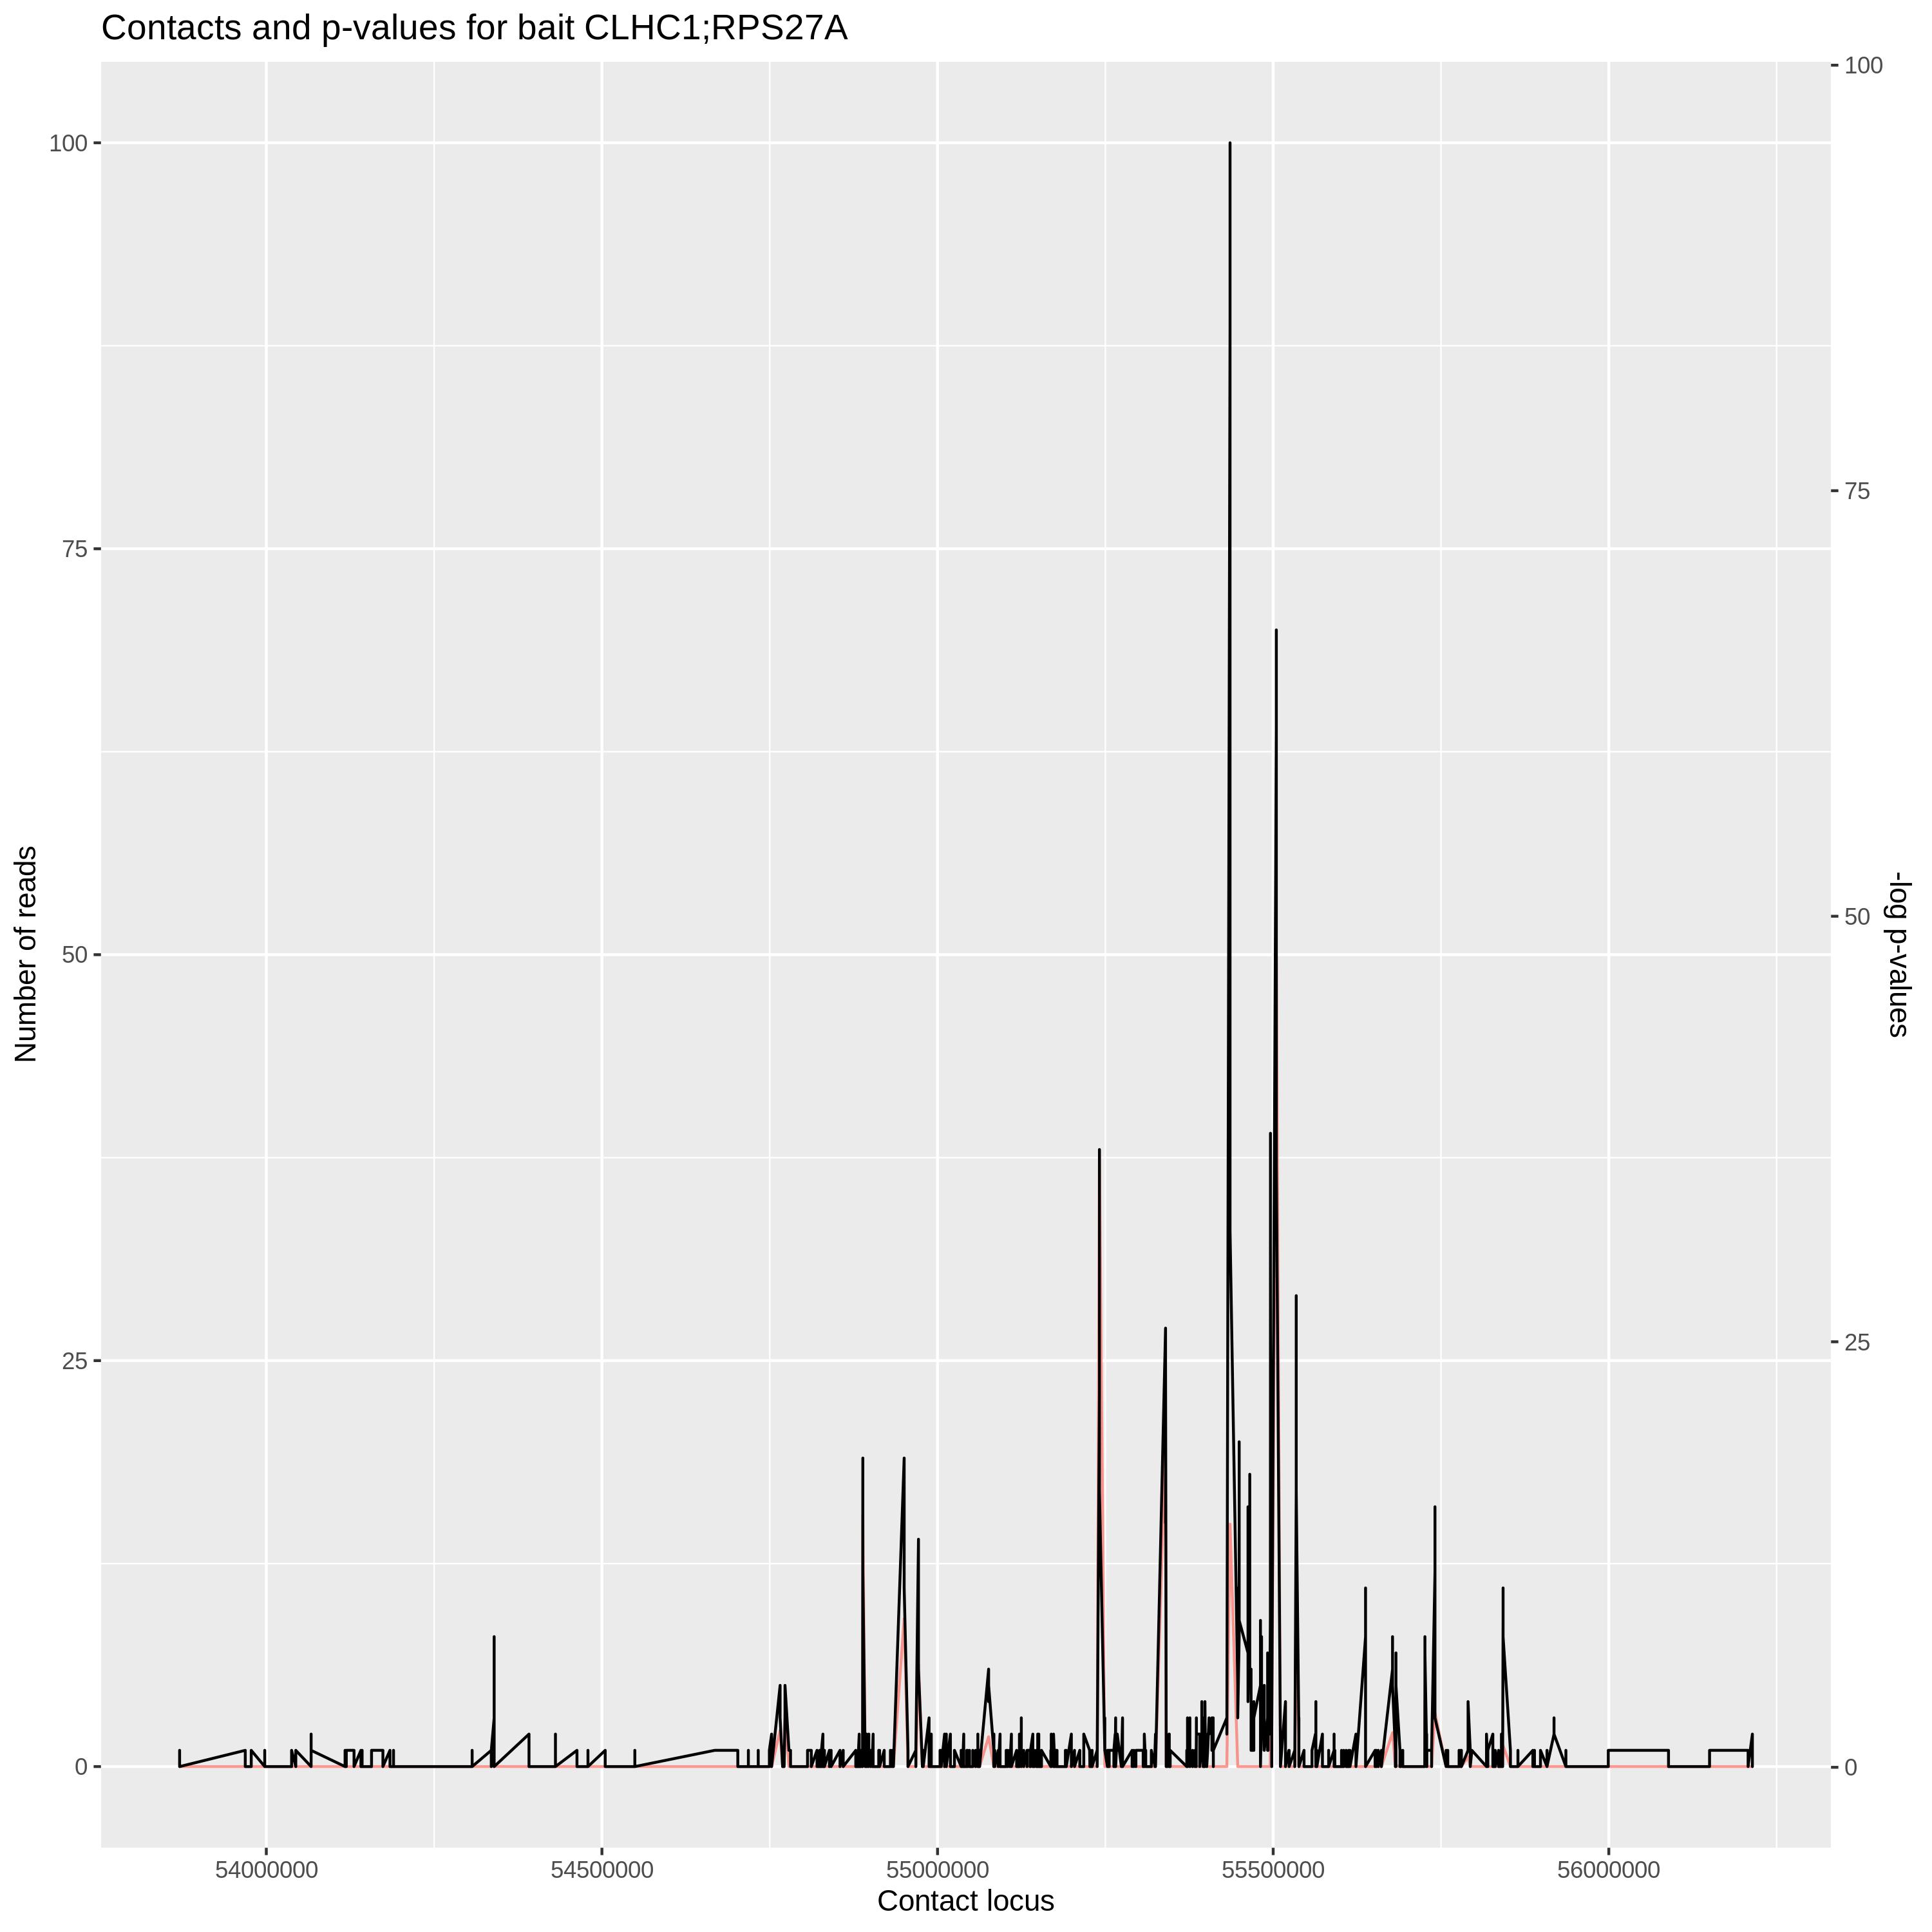 Contacts and p-values for bait CLHC1;RPS27A
100
75
50
25
0
Number of reads
100
75
50
25
0
-log p-values
54000000 54500000 55000000 55500000 56000000
Contact locus